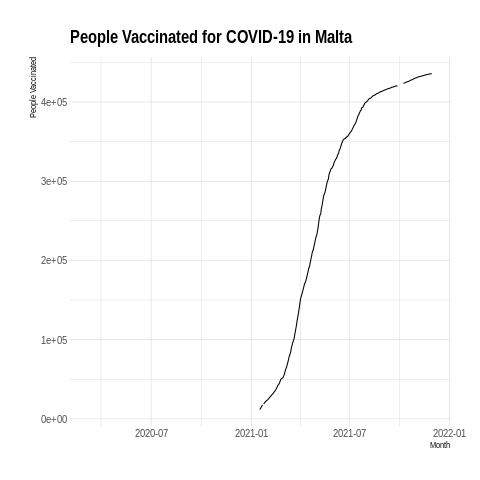 People Vaccinated for COVID-19 in Malta
People Vaccinated
4e+05
3e+05
2e+05
1e+05
0e+00
2020-07 2021-01 2021-07 2022-01
Month